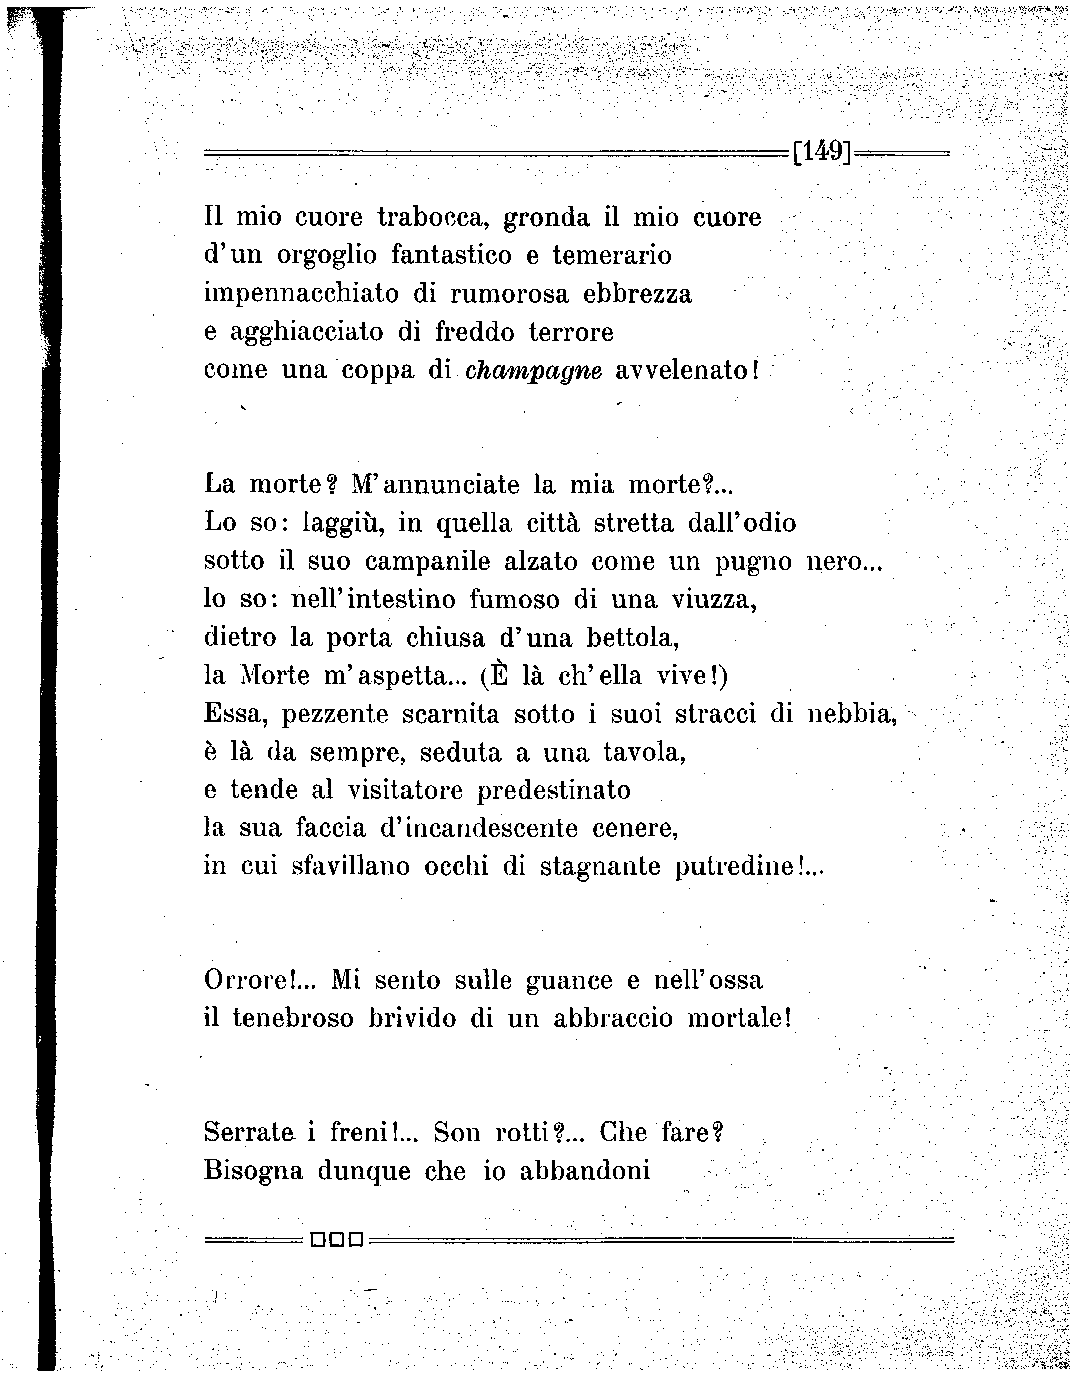 [149]
Il mio cuore trabocca, gronda il mio cuore
d'un orgoglio fantastico e temerario
impennacchiato di rumorosa ebbrezza
e agghiacciato di freddo terrore
come una coppa di champagne avvelenato!
La morte? M'annunciate la mia morte?...
Lo so: laggiù, in quella città stretta dall'odio
sotto il suo campanile alzato come un pugno nero...
lo so: nell'intestino fumoso di una viuzza,
dietro la porta chiusa d'una bettola,
la Morte m'aspetta... (È là ch'ella vive!)
Essa, pezzente scarnita sotto i suoi stracci di nebbia,
è là da sempre, seduta a una tavola,
e tende al visitatore predestinato
la sua faccia d'incandescente cenere,
in cui sfavillano occhi di stagnante putredine!...
Orrore!... Mi sento sulle guance e nell'ossa
il tenebroso brivido di un abbraccio mortale!
Serrate i freni!... Son rotti?... Che fare?
Bisogna dunque che io abbandoni